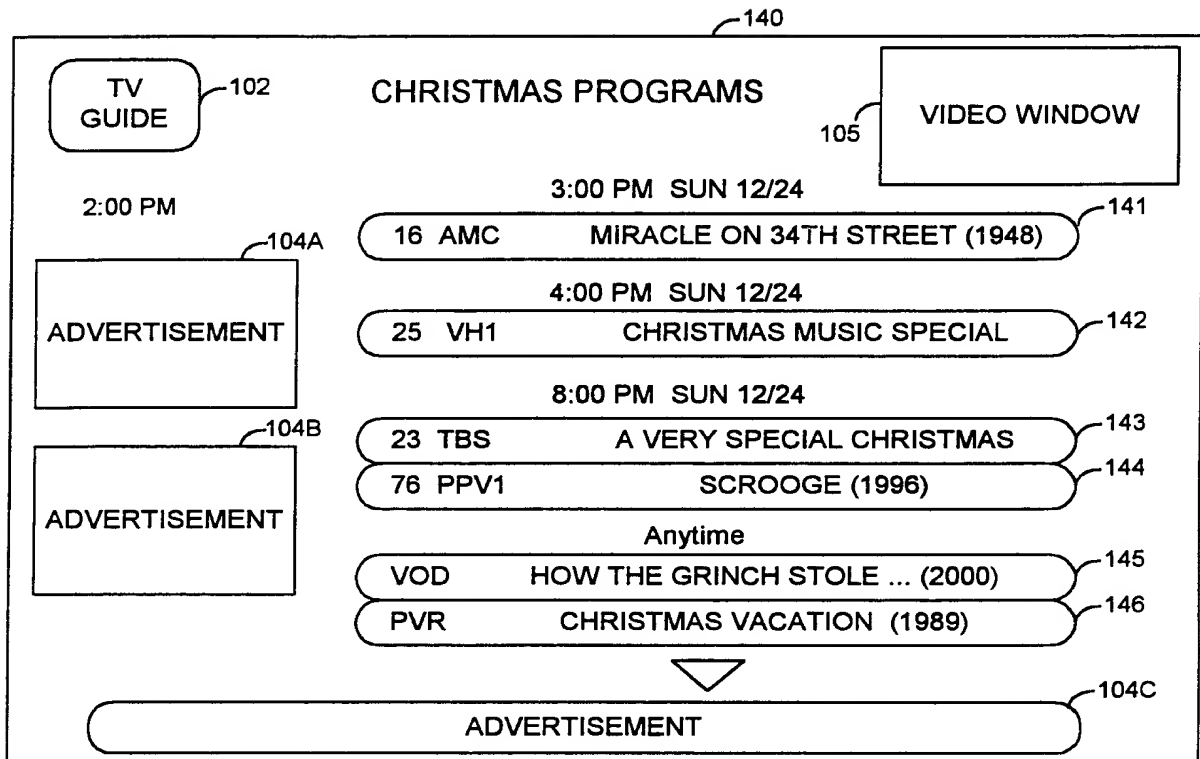 140
TV
GUIDE
102
CHRISTMAS PROGRAMS
105
VIDEO WINDOW
2:00 PM
3:00 PM SUN 12/24
16 AMC MIRACLE ON 34TH STREET (1948)
141
104A
ADVERTISEMENT
4:00 PM SUN 12/24
25 VH1 CHRISTMAS MUSIC SPECIAL
142
8:00 PM SUN 12/24
104B
ADVERTISEMENT
23 TBS A VERY SPECIAL CHRISTMAS
143
76 PPV1 SCROOGE (1996)
144
Anytime
VOD HOW THE GRINCH STOLE ... (2000)
145
PVR CHRISTMAS VACATION (1989)
146
104C
ADVERTISEMENT